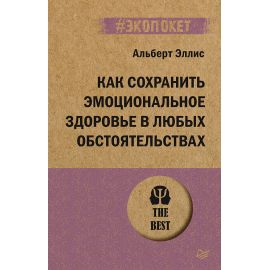 #ЭКОПОКЕТ
Альберт Эллис
КАК СОХРАНИТЬ
ЭМОЦИОНАЛЬНОЕ
ЗДОРОВЬЕ В ЛЮБЫХ
ОБСТОЯТЕЛЬСТВАХ
THE
BEST